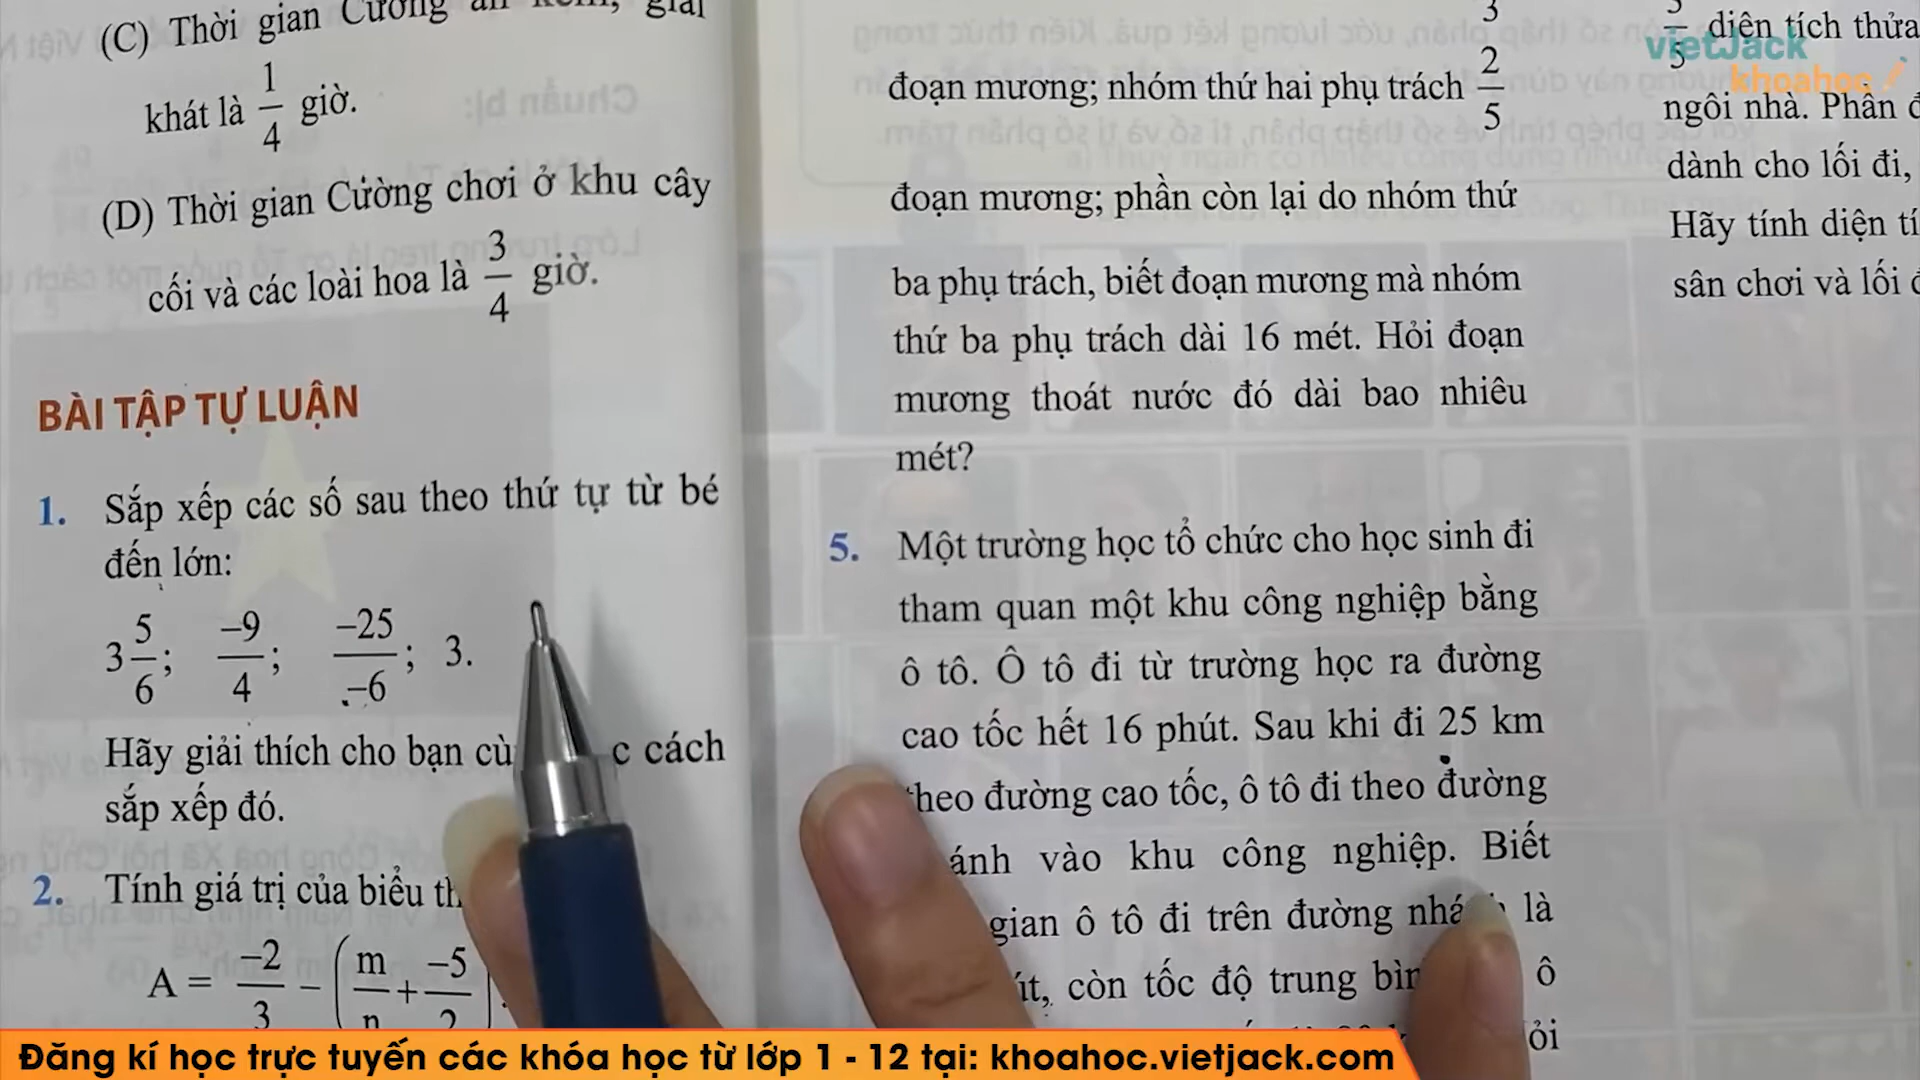 (C) Thời gian Cường
khát là 1/4 giờ.
(D) Thời gian Cường chơi ở khu cây
cối và các loài hoa là 3/4 giờ.
BÀI TẬP TỰ LUẬN
1. Sắp xếp các số sau theo thứ tự từ bé
đến lớn:
3 5/6; –9/4; –25/–6; 3.
Hãy giải thích cho bạn cù c cách
sắp xếp đó.
2. Tính giá trị của biểu th
A = –2/3 – (m/n + –5/2)
3
đoạn mương; nhóm thứ hai phụ trách 2/5
đoạn mương; phần còn lại do nhóm thứ
ba phụ trách, biết đoạn mương mà nhóm
thứ ba phụ trách dài 16 mét. Hỏi đoạn
mương thoát nước đó dài bao nhiêu
mét?
5. Một trường học tổ chức cho học sinh đi
tham quan một khu công nghiệp bằng
ô tô. Ô tô đi từ trường học ra đường
cao tốc hết 16 phút. Sau khi đi 25 km
theo đường cao tốc, ô tô đi theo đường
ánh vào khu công nghiệp. Biết
gian ô tô đi trên đường nhá là
út, còn tốc độ trung bìn ô
ỏi
3/5 diện tích thửa
ngôi nhà. Phần đ
dành cho lối đi,
Hãy tính diện tí
sân chơi và lối đ
vietJack
khoahoc
Đăng kí học trực tuyến các khóa học từ lớp 1 - 12 tại: khoahoc.vietjack.com